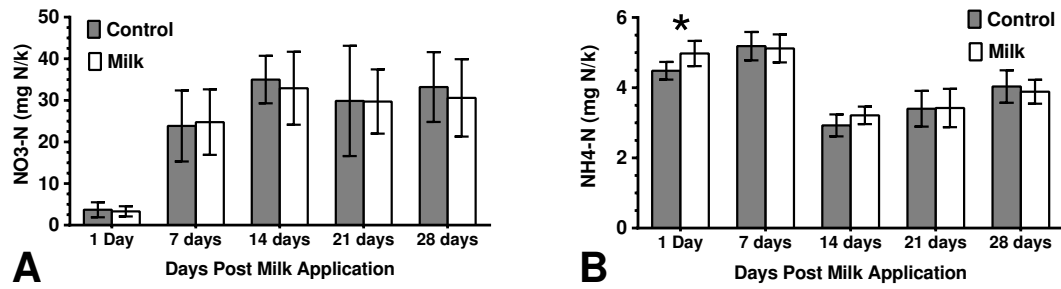 NO3-N (mg N/k)
50
40
30
20
10
0
Control
Milk
1 Day 7 days 14 days 21 days 28 days
Days Post Milk Application
A
NH4-N (mg N/k)
6
4
2
0
*
Control
Milk
1 Day 7 days 14 days 21 days 28 days
Days Post Milk Application
B